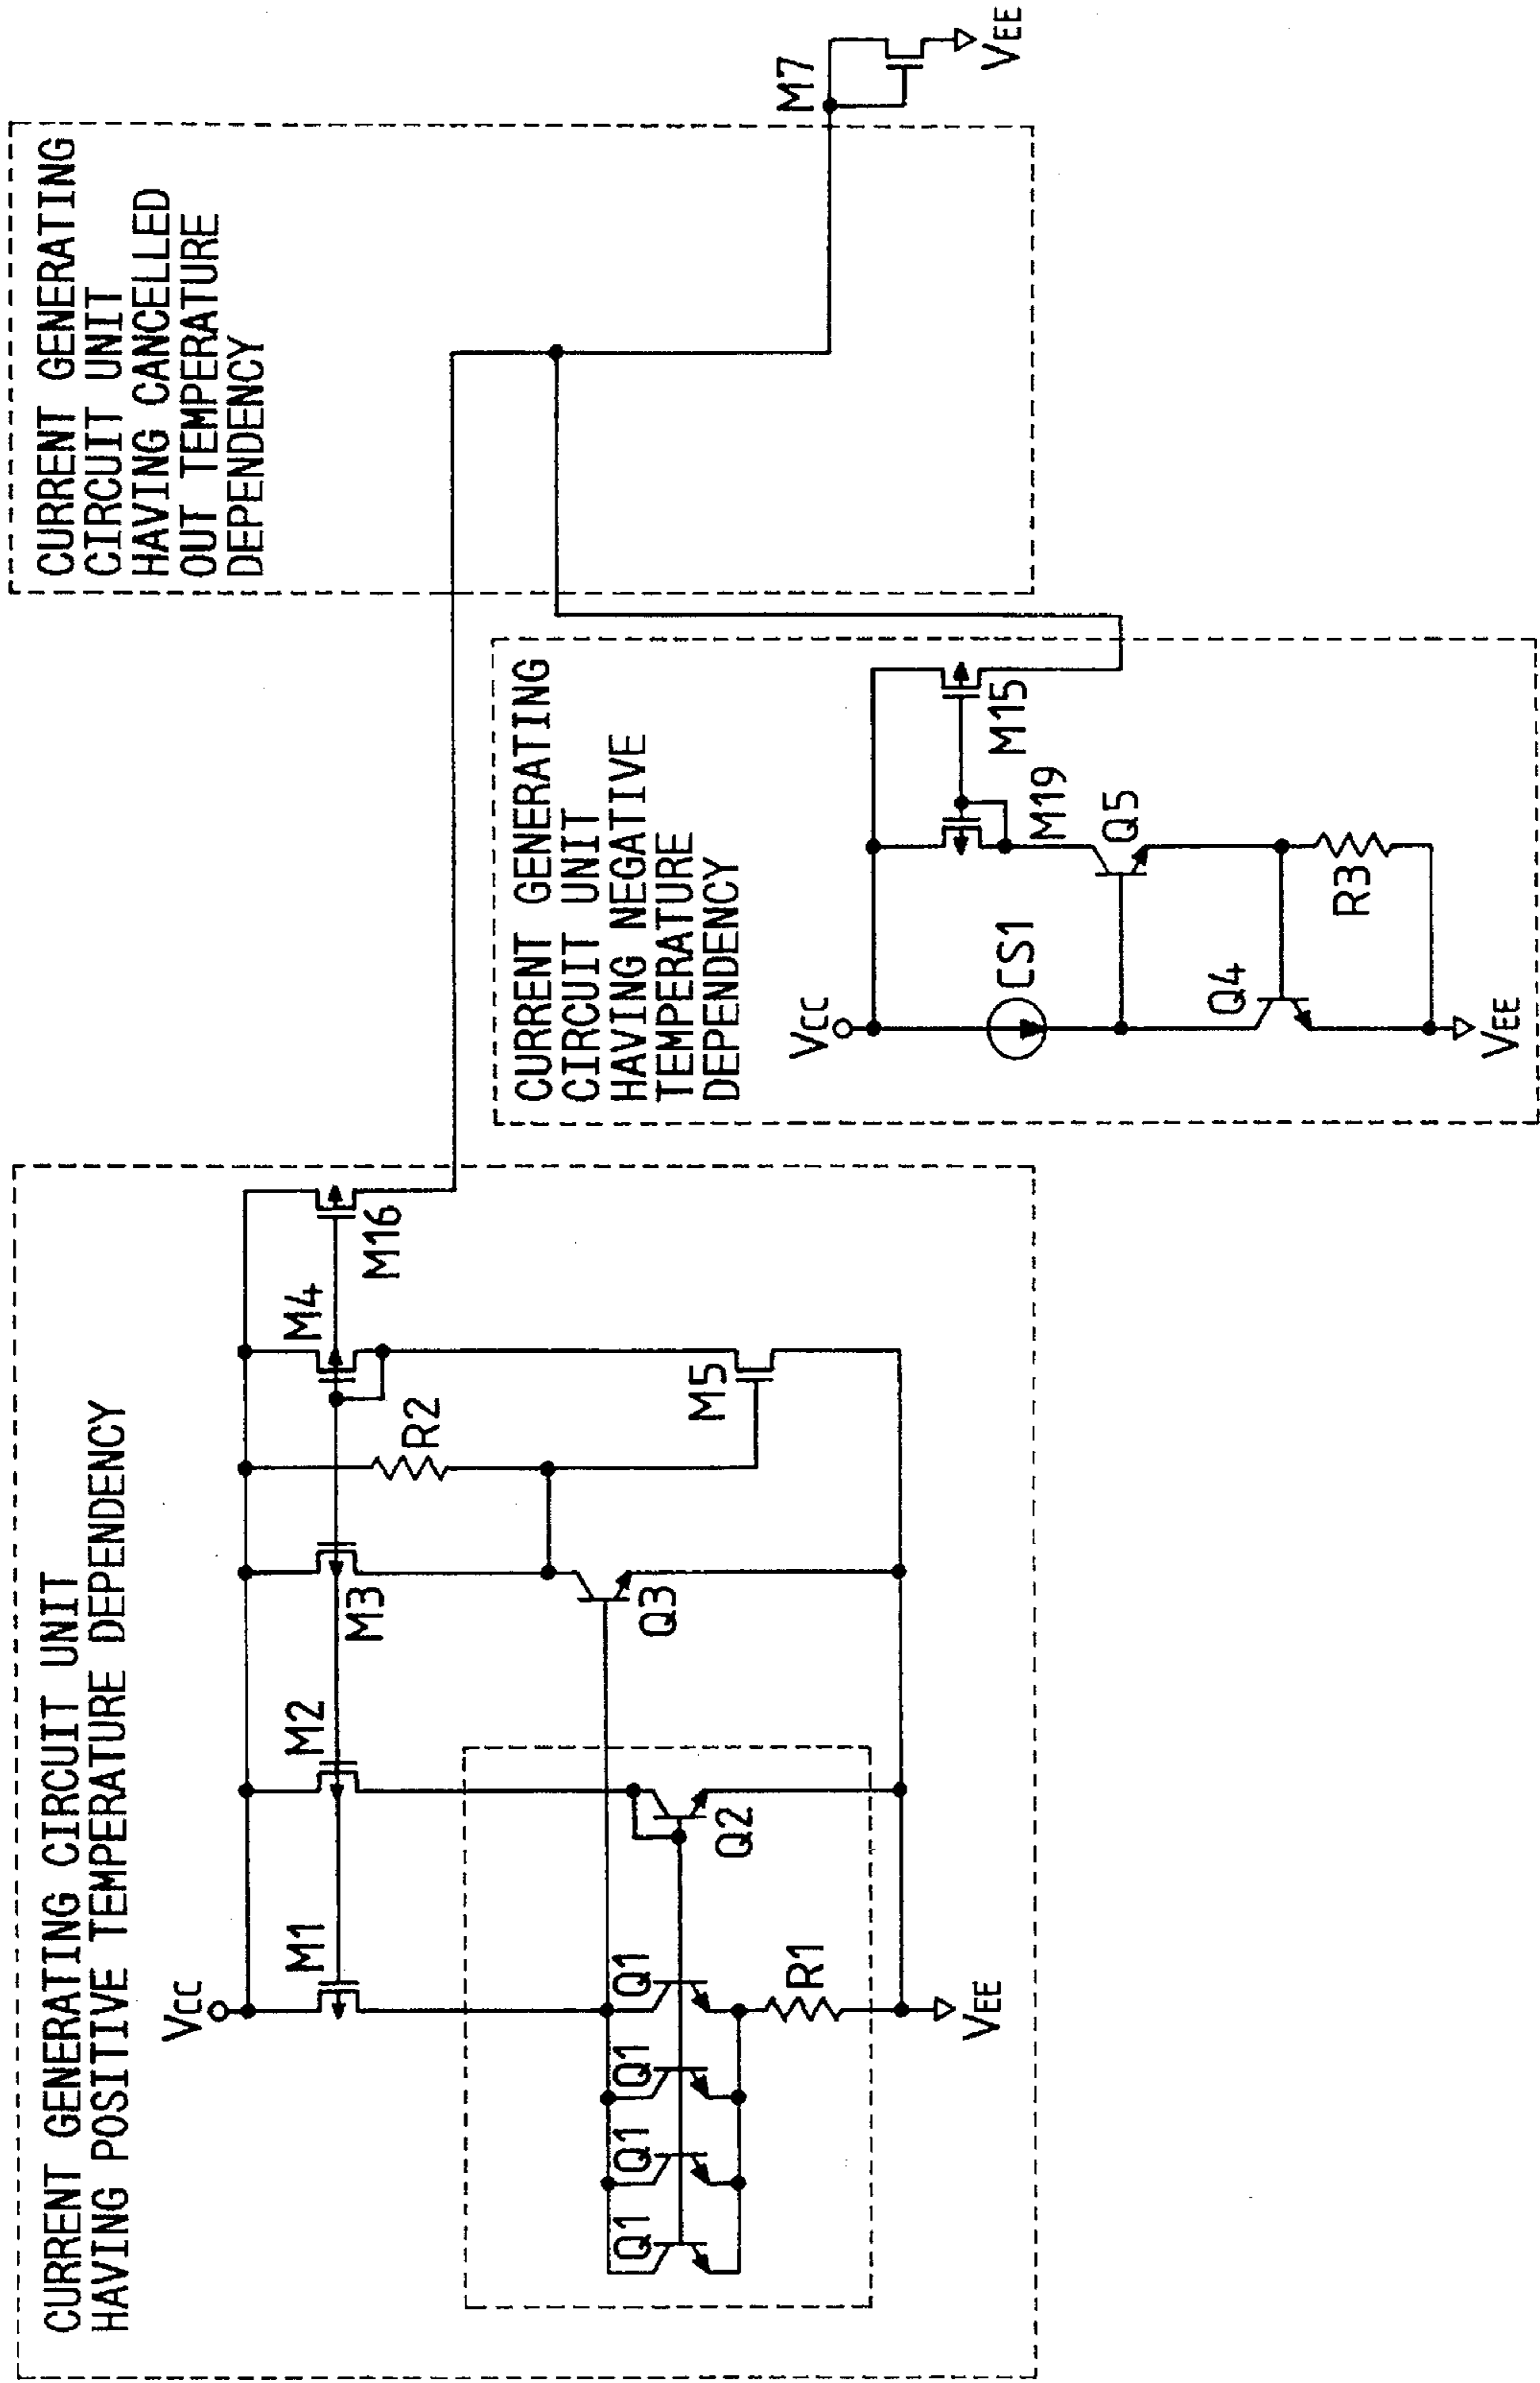 CURRENT GENERATING CIRCUIT UNIT
HAVING POSITIVE TEMPERATURE DEPENDENCY
VCC
M1
M2
M3
M4
M16
R2
M5
Q1
Q1
Q1
Q1
Q2
Q3
R1
VEE
CURRENT GENERATING
CIRCUIT UNIT
HAVING NEGATIVE
TEMPERATURE
DEPENDENCY
VCC
CS1
M19
M15
Q5
Q4
R3
VEE
CURRENT GENERATING
CIRCUIT UNIT
HAVING CANCELLED
OUT TEMPERATURE
DEPENDENCY
M7
VEE